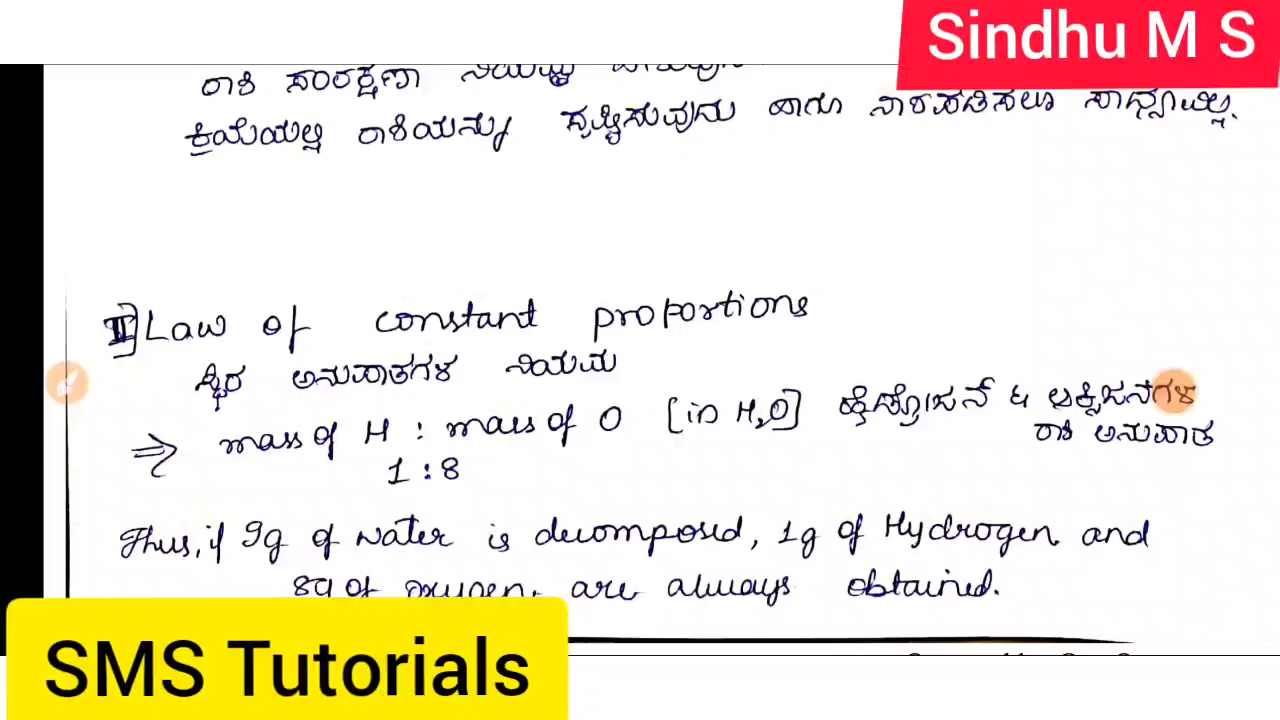 Sindhu M S
ರಾಶಿ ಸಂರಕ್ಷಣಾ
ಕ್ರಿಯೆಯಲ್ಲಿ ರಾಶಿಯನ್ನು ಸೃಷ್ಟಿಸುವುದು ಹಾಗೂ ನಾಶಪಡಿಸಲೂ ಸಾಧ್ಯವಿಲ್ಲ.
II] Law of constant proportions
ಸ್ಥಿರ ಅನುಪಾತಗಳ ನಿಯಮ
⇒ mass of H : mass of O [in H₂O] ಹೈಡ್ರೋಜನ್ & ಆಕ್ಸಿಜನ್‌ಗಳ
ರಾಶಿ ಅನುಪಾತ
1 : 8
Thus, if 9g of water is decomposed, 1g of Hydrogen and
8g of oxygen are always obtained.
SMS Tutorials